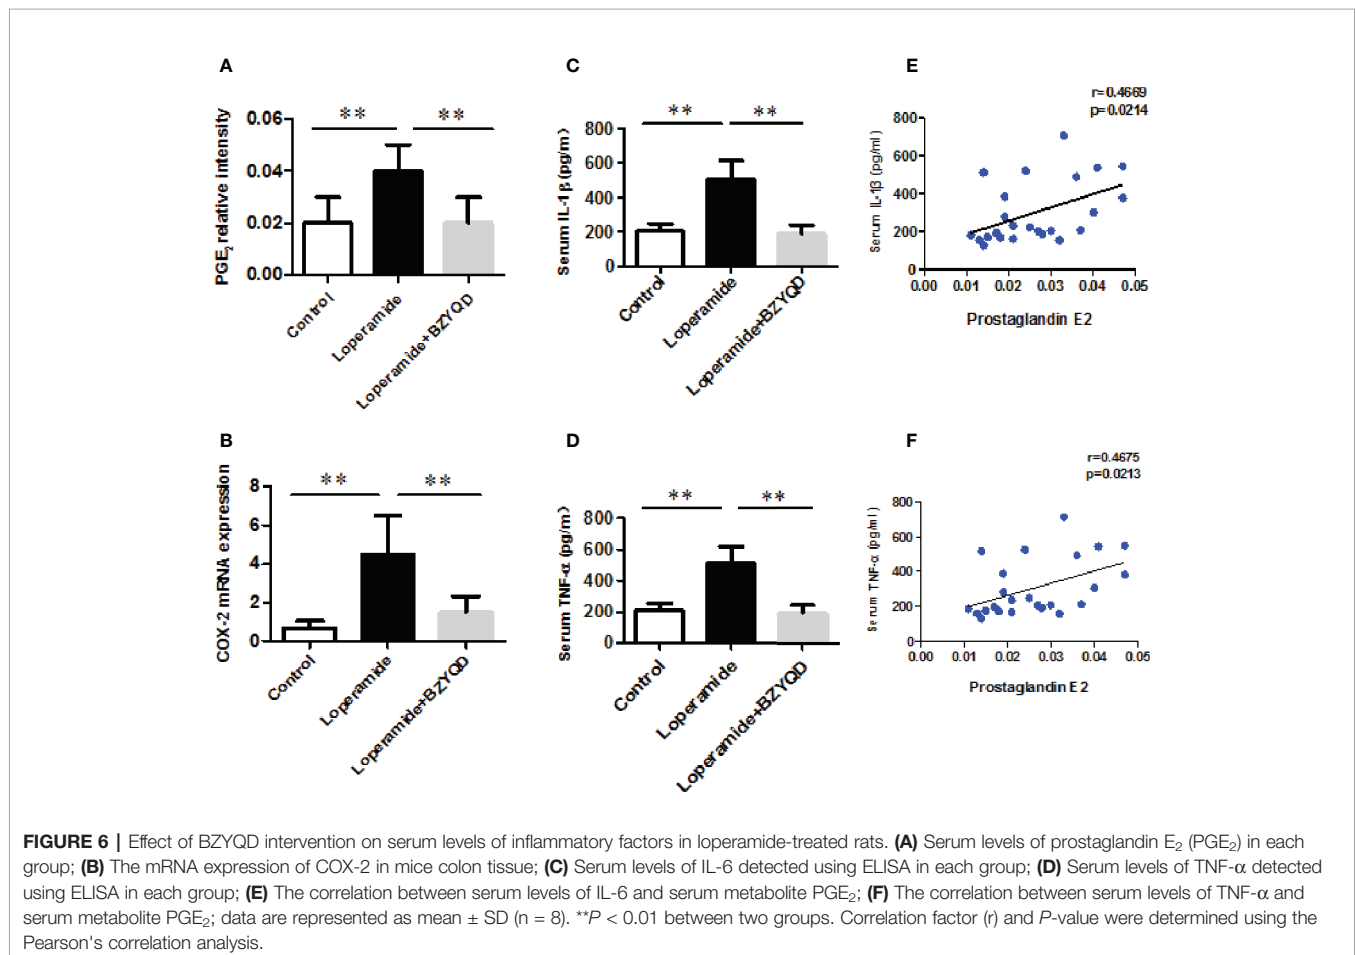 A
**
**
0.06
0.04
0.02
0.00
PGE2 relative intensity
Control
Loperamide
Loperamide+BZYQD
C
**
**
800
600
400
200
0
Serum IL-1β (pg/m)
Control
Loperamide
Loperamide+BZYQD
E
r=0.4669
p=0.0214
800
600
400
200
0
Serum IL-1β (pg/ml)
0.00 0.01 0.02 0.03 0.04 0.05
Prostaglandin E2
B
**
**
8
6
4
2
0
COX-2 mRNA expression
Control
Loperamide
Loperamide+BZYQD
D
**
**
800
600
400
200
0
Serum TNF-α (pg/m)
Control
Loperamide
Loperamide+BZYQD
F
r=0.4675
p=0.0213
800
600
400
200
0
Serum TNF-α (pg/ml)
0.00 0.01 0.02 0.03 0.04 0.05
Prostaglandin E2
FIGURE 6 | Effect of BZYQD intervention on serum levels of inflammatory factors in loperamide-treated rats. (A) Serum levels of prostaglandin E2 (PGE2) in each
group; (B) The mRNA expression of COX-2 in mice colon tissue; (C) Serum levels of IL-6 detected using ELISA in each group; (D) Serum levels of TNF-α detected
using ELISA in each group; (E) The correlation between serum levels of IL-6 and serum metabolite PGE2; (F) The correlation between serum levels of TNF-α and
serum metabolite PGE2; data are represented as mean ± SD (n = 8). **P < 0.01 between two groups. Correlation factor (r) and P-value were determined using the
Pearson's correlation analysis.